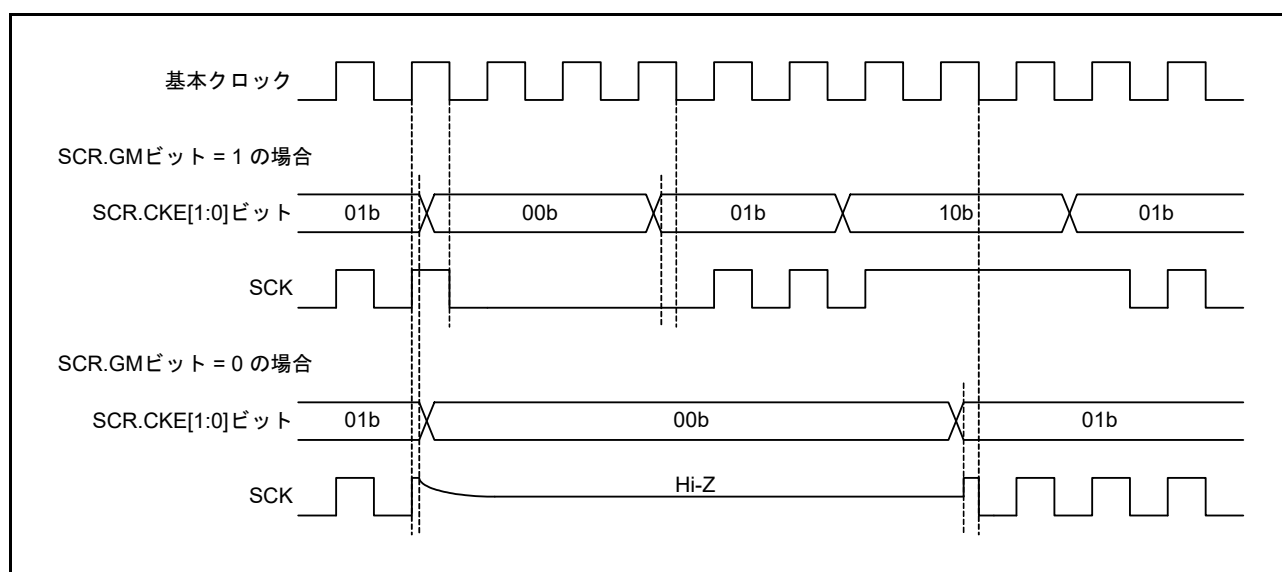 基本クロック
SCR.GMビット = 1 の場合
SCR.CKE[1:0]ビット 01b 00b 01b 10b 01b
SCK
SCR.GMビット = 0 の場合
SCR.CKE[1:0]ビット 01b 00b 01b
SCK Hi-Z